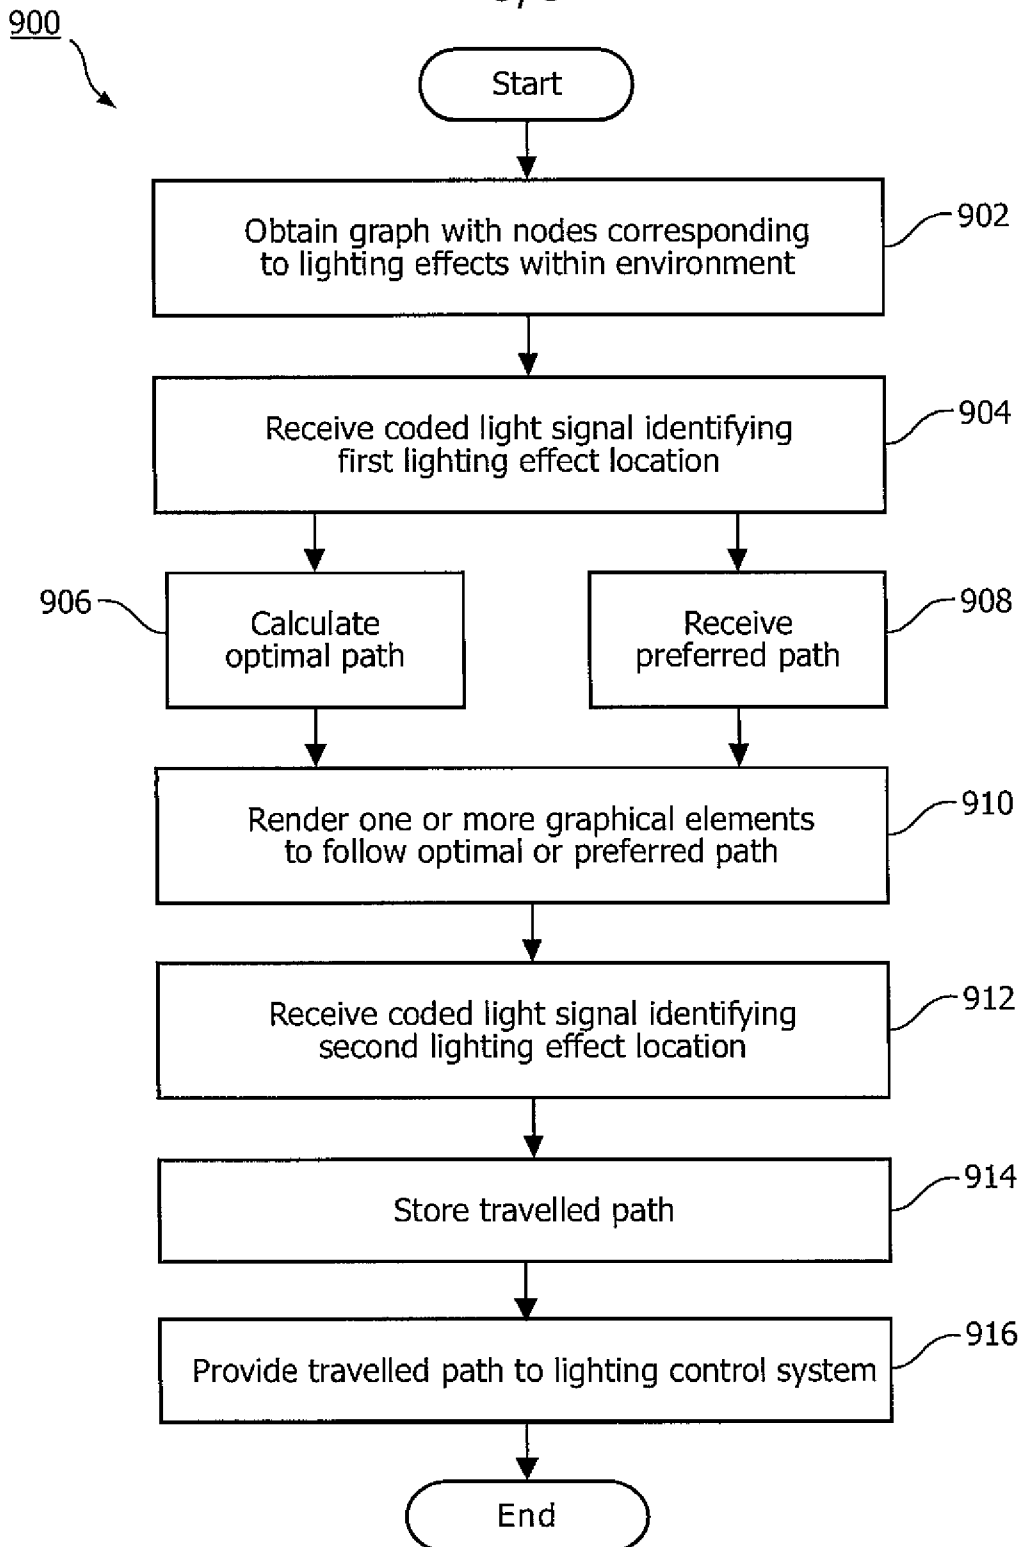 900
Start
Obtain graph with nodes corresponding
to lighting effects within environment
902
Receive coded light signal identifying
first lighting effect location
904
906
Calculate
optimal path
Receive
preferred path
908
Render one or more graphical elements
to follow optimal or preferred path
910
Receive coded light signal identifying
second lighting effect location
912
Store travelled path
914
Provide travelled path to lighting control system
916
End